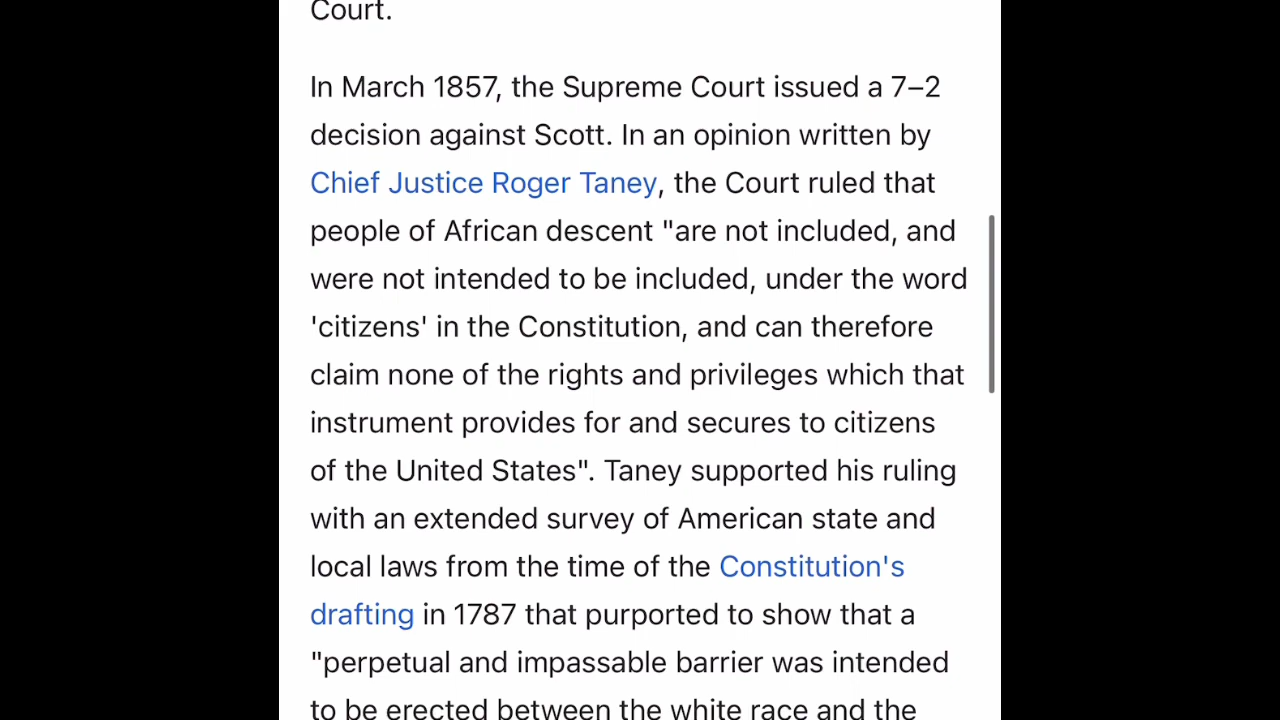 Court.
In March 1857, the Supreme Court issued a 7–2
decision against Scott. In an opinion written by
Chief Justice Roger Taney, the Court ruled that
people of African descent "are not included, and
were not intended to be included, under the word
'citizens' in the Constitution, and can therefore
claim none of the rights and privileges which that
instrument provides for and secures to citizens
of the United States". Taney supported his ruling
with an extended survey of American state and
local laws from the time of the Constitution's
drafting in 1787 that purported to show that a
"perpetual and impassable barrier was intended
to be erected between the white race and the